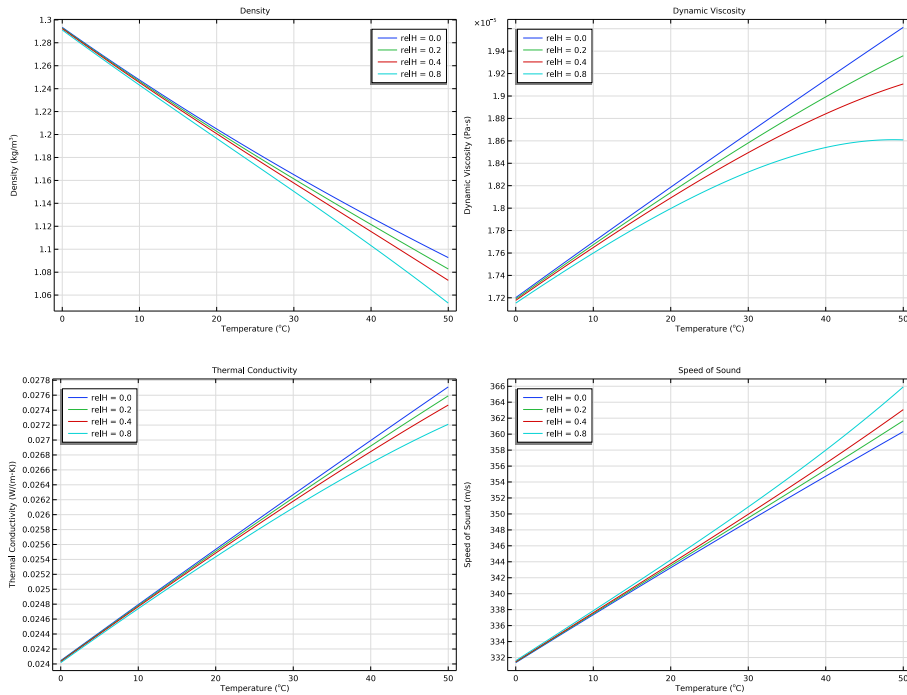 Density
1.3
1.28
1.26
1.24
1.22
1.2
1.18
1.16
1.14
1.12
1.1
1.08
1.06
Density (kg/m³)
relH = 0.0
relH = 0.2
relH = 0.4
relH = 0.8
0 10 20 30 40 50
Temperature (°C)
Dynamic Viscosity
×10⁻⁵
1.94
1.92
1.9
1.88
1.86
1.84
1.82
1.8
1.78
1.76
1.74
1.72
Dynamic Viscosity (Pa·s)
relH = 0.0
relH = 0.2
relH = 0.4
relH = 0.8
0 10 20 30 40 50
Temperature (°C)
Thermal Conductivity
0.0278
0.0276
0.0274
0.0272
0.027
0.0268
0.0266
0.0264
0.0262
0.026
0.0258
0.0256
0.0254
0.0252
0.025
0.0248
0.0246
0.0244
0.0242
0.024
Thermal Conductivity (W/(m·K))
relH = 0.0
relH = 0.2
relH = 0.4
relH = 0.8
0 10 20 30 40 50
Temperature (°C)
Speed of Sound
366
364
362
360
358
356
354
352
350
348
346
344
342
340
338
336
334
332
Speed of Sound (m/s)
relH = 0.0
relH = 0.2
relH = 0.4
relH = 0.8
0 10 20 30 40 50
Temperature (°C)